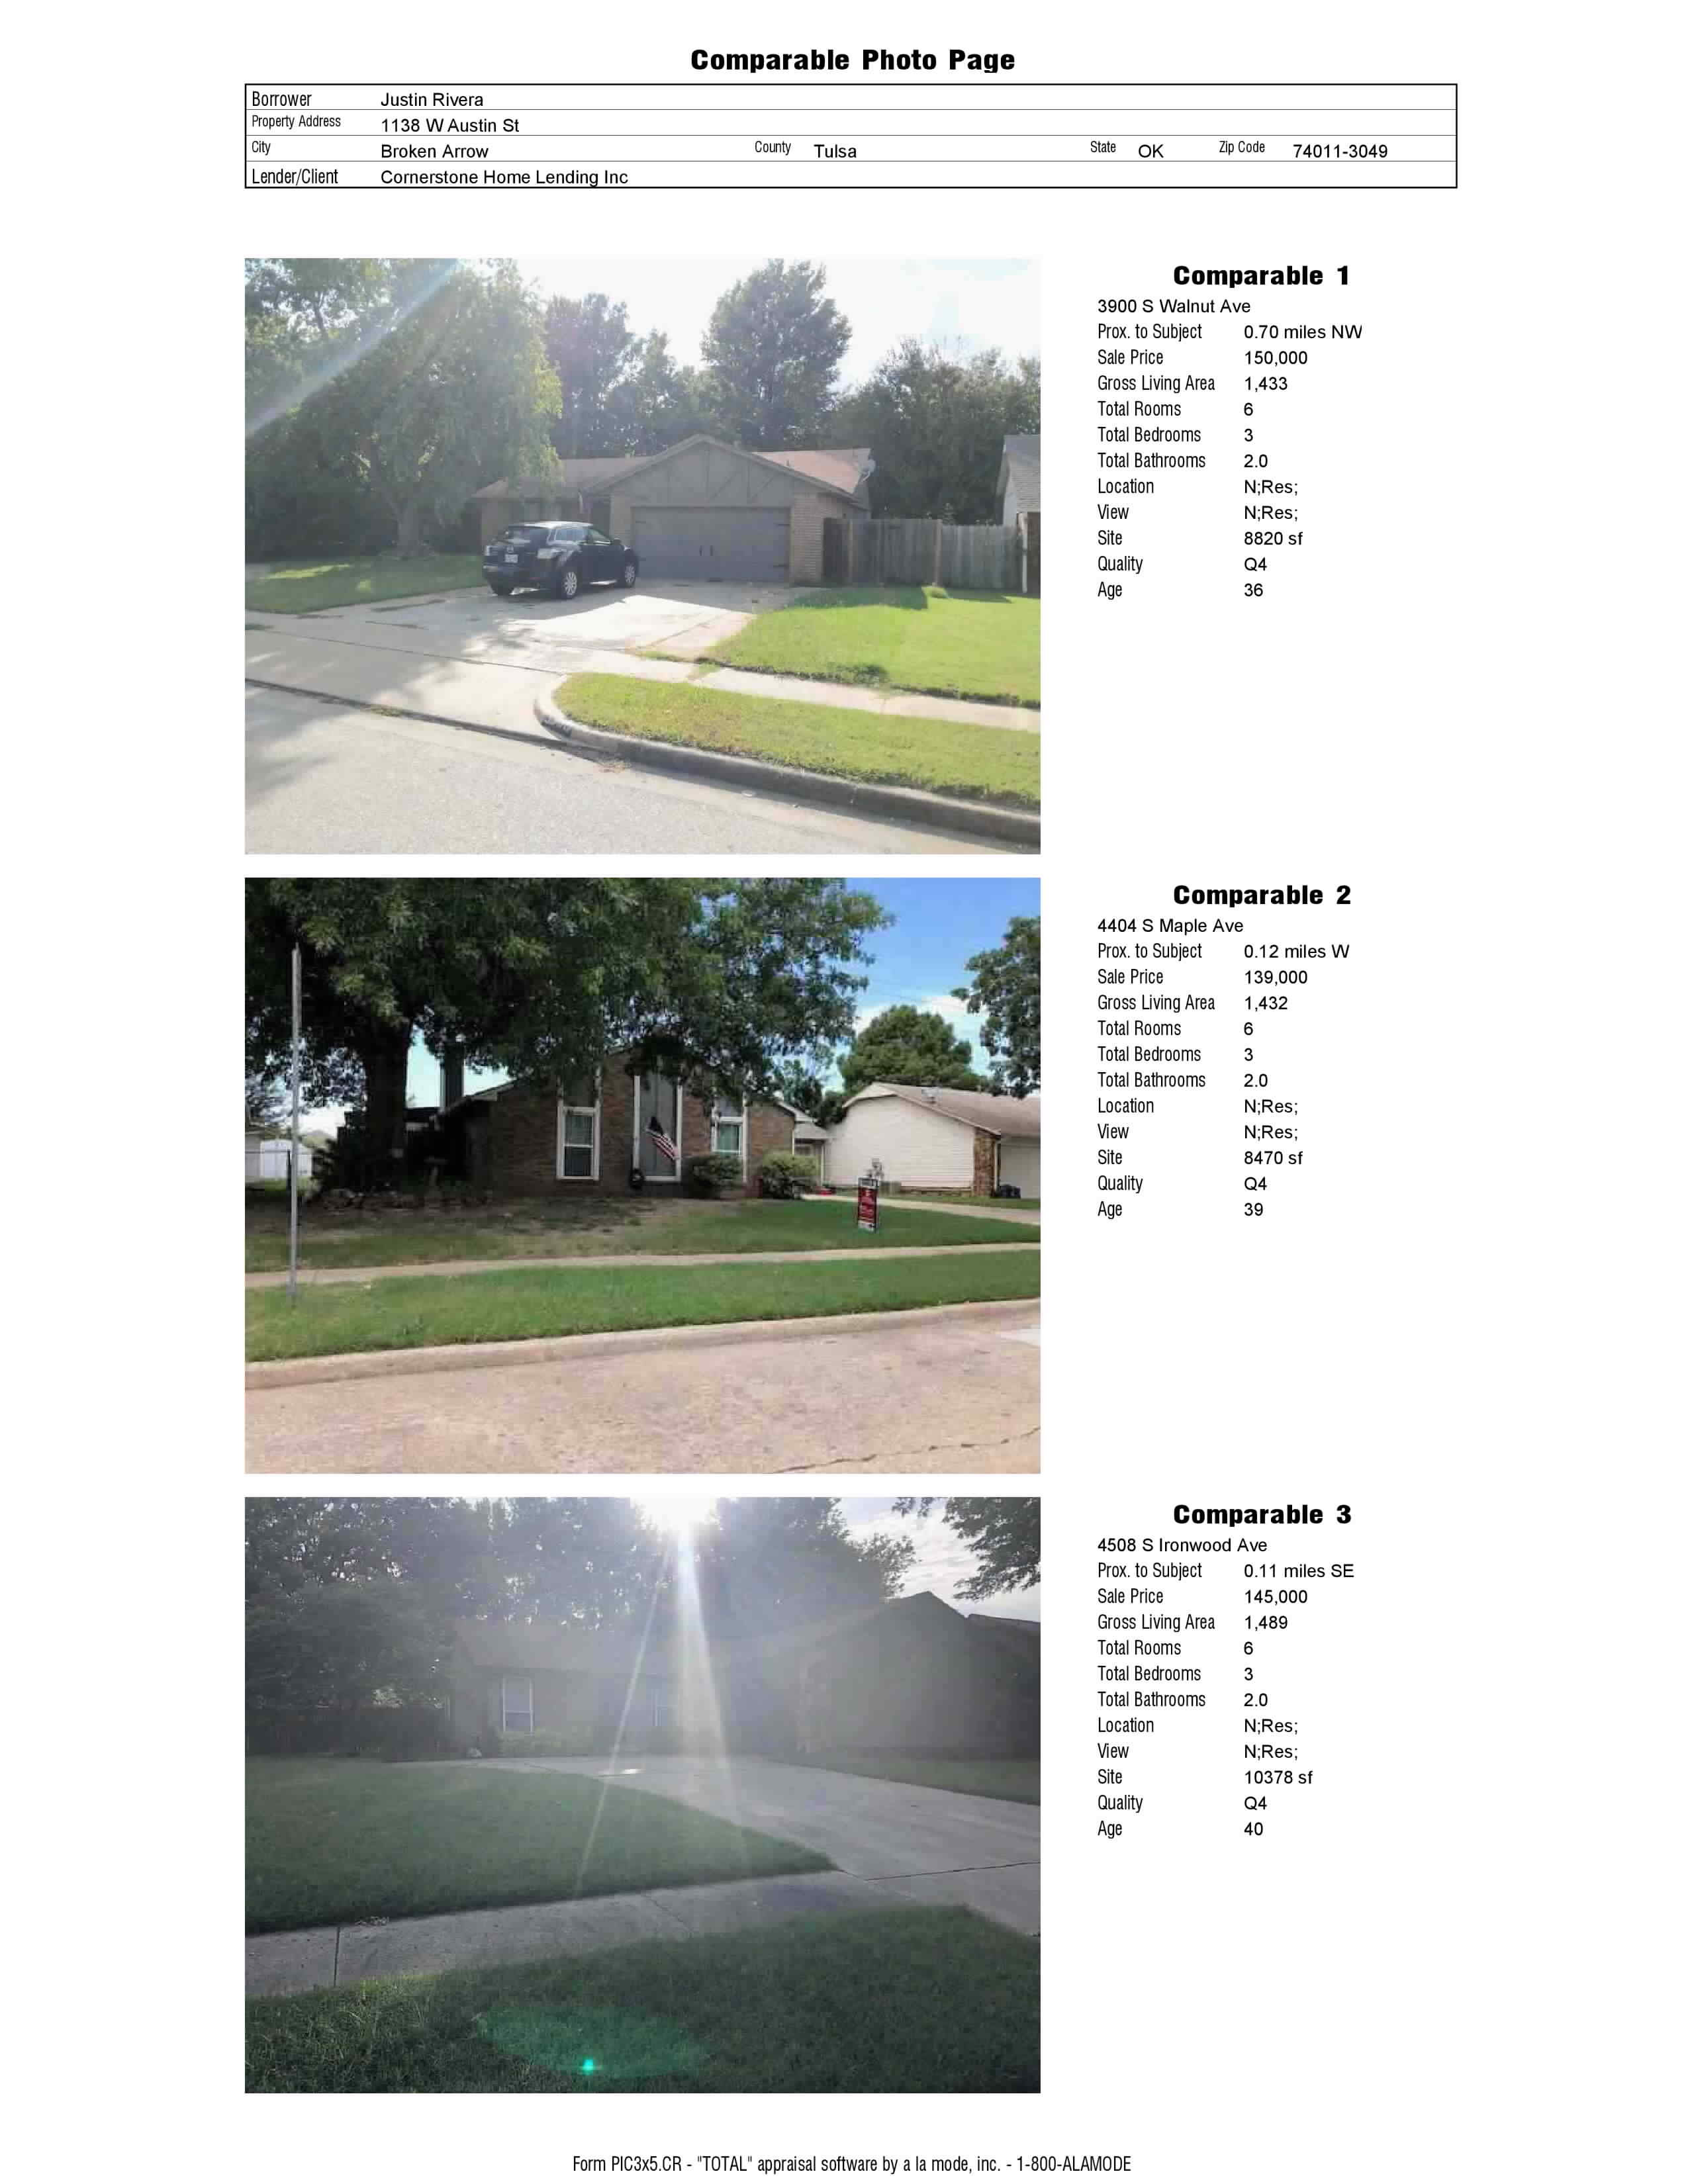 Comparable Photo Page
Borrower Justin Rivera
Property Address 1138 W Austin St
City Broken Arrow County Tulsa State OK Zip Code 74011-3049
Lender/Client Cornerstone Home Lending Inc
Comparable 1
3900 S Walnut Ave
Prox. to Subject 0.70 miles NW
Sale Price 150,000
Gross Living Area 1,433
Total Rooms 6
Total Bedrooms 3
Total Bathrooms 2.0
Location N;Res;
View N;Res;
Site 8820 sf
Quality Q4
Age 36
Comparable 2
4404 S Maple Ave
Prox. to Subject 0.12 miles W
Sale Price 139,000
Gross Living Area 1,432
Total Rooms 6
Total Bedrooms 3
Total Bathrooms 2.0
Location N;Res;
View N;Res;
Site 8470 sf
Quality Q4
Age 39
Comparable 3
4508 S Ironwood Ave
Prox. to Subject 0.11 miles SE
Sale Price 145,000
Gross Living Area 1,489
Total Rooms 6
Total Bedrooms 3
Total Bathrooms 2.0
Location N;Res;
View N;Res;
Site 10378 sf
Quality Q4
Age 40
Form PIC3x5.CR - "TOTAL" appraisal software by a la mode, inc. - 1-800-ALAMODE